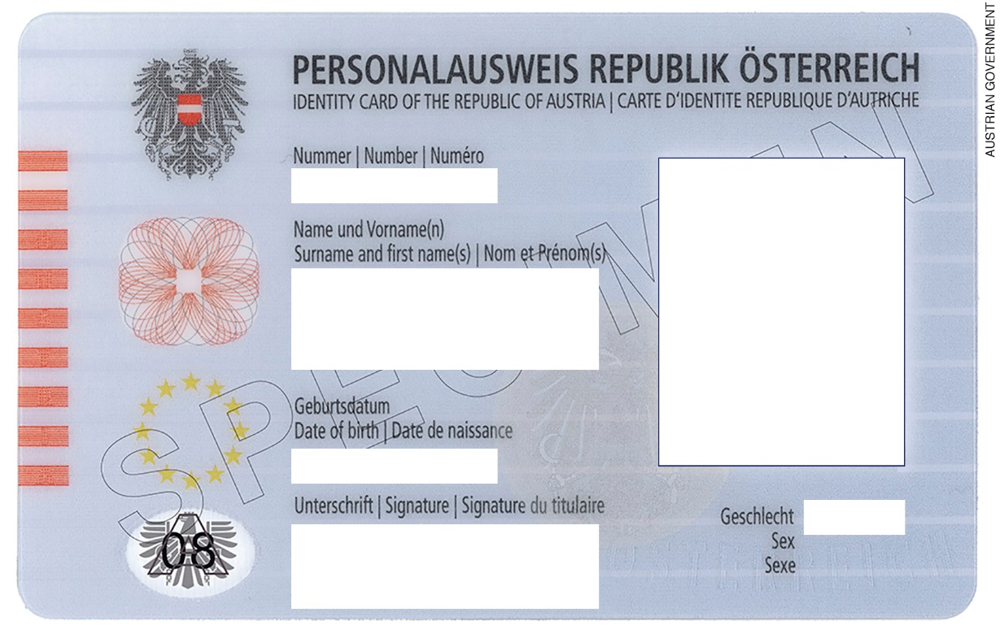 AUSTRIAN GOVERNMENT
PERSONALAUSWEIS REPUBLIK ÖSTERREICH
IDENTITY CARD OF THE REPUBLIC OF AUSTRIA | CARTE D'IDENTITE REPUBLIQUE D'AUTRICHE
Nummer | Number | Numéro
Name und Vorname(n)
Surname and first name(s) | Nom et Prénom(s)
Geburtsdatum
Date of birth | Date de naissance
Unterschrift | Signature | Signature du titulaire
Geschlecht
Sex
Sexe
08
SPECIMEN